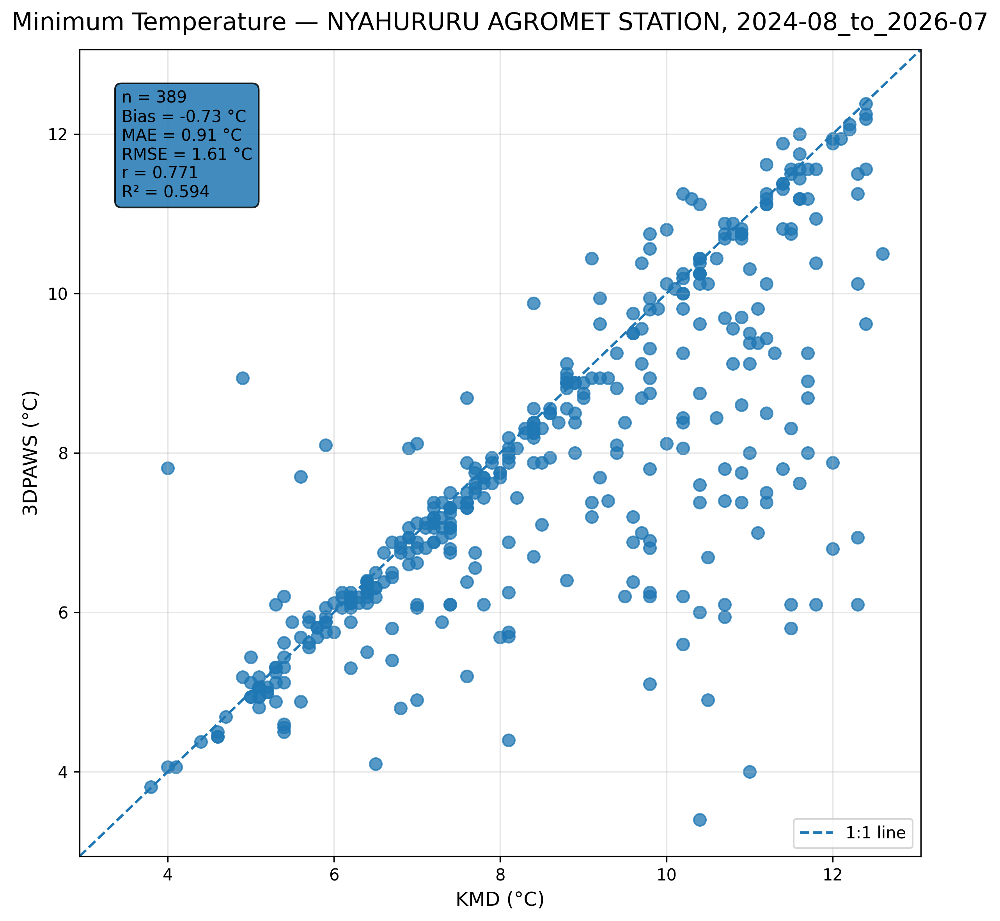 Minimum Temperature — NYAHURURU AGROMET STATION, 2024-08_to_2026-07
n = 389
Bias = -0.73 °C
MAE = 0.91 °C
RMSE = 1.61 °C
r = 0.771
R² = 0.594
12
10
8
6
4
3DPAWS (°C)
1:1 line
4 6 8 10 12
KMD (°C)